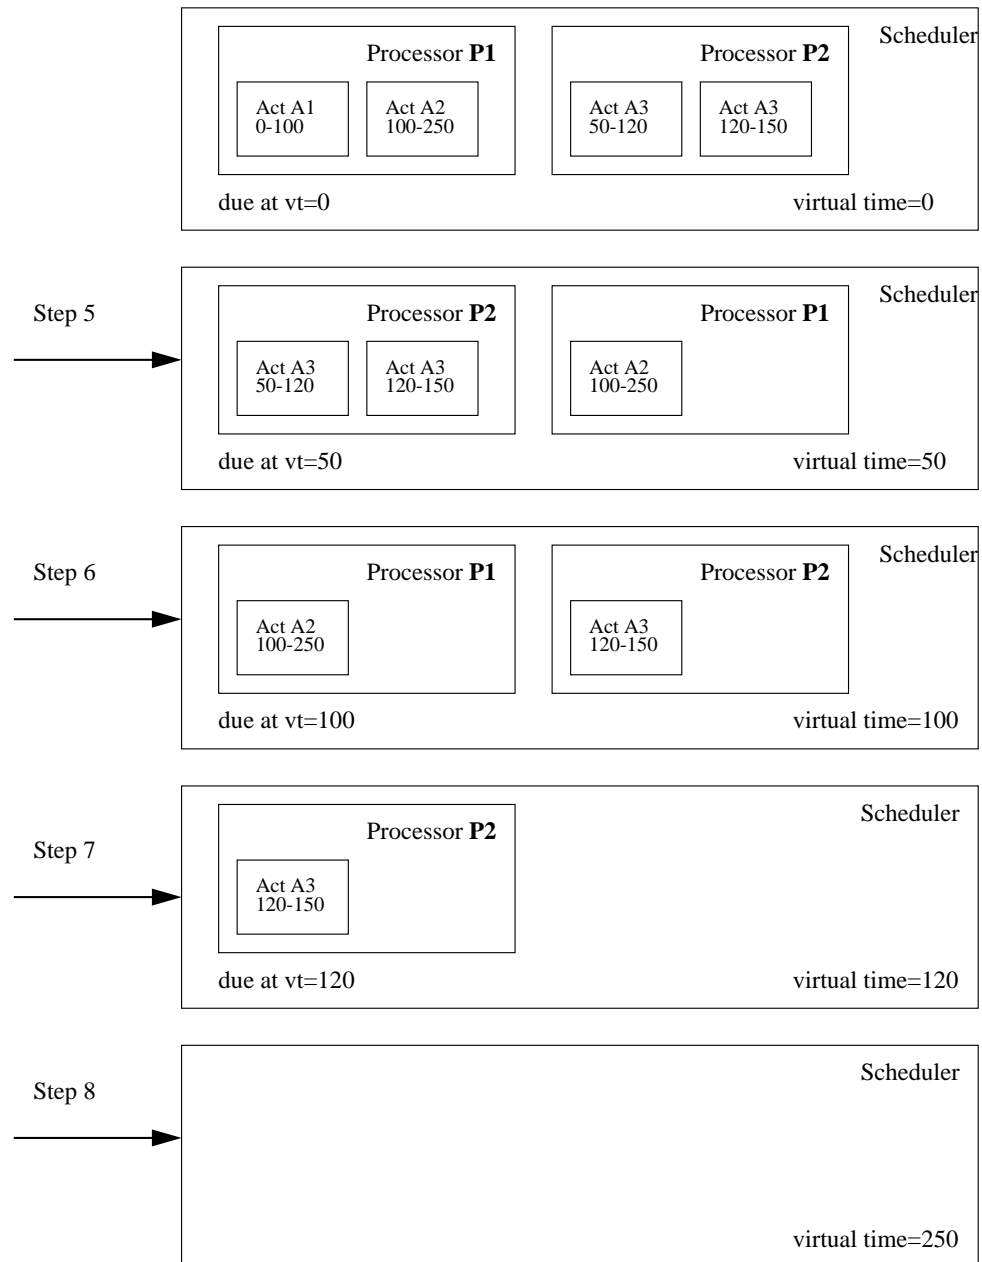 Scheduler
Processor P1
Processor P2
Act A1
0-100
Act A2
100-250
Act A3
50-120
Act A3
120-150
due at vt=0
virtual time=0
Step 5
Scheduler
Processor P2
Processor P1
Act A3
50-120
Act A3
120-150
Act A2
100-250
due at vt=50
virtual time=50
Step 6
Scheduler
Processor P1
Processor P2
Act A2
100-250
Act A3
120-150
due at vt=100
virtual time=100
Step 7
Scheduler
Processor P2
Act A3
120-150
due at vt=120
virtual time=120
Step 8
Scheduler
virtual time=250